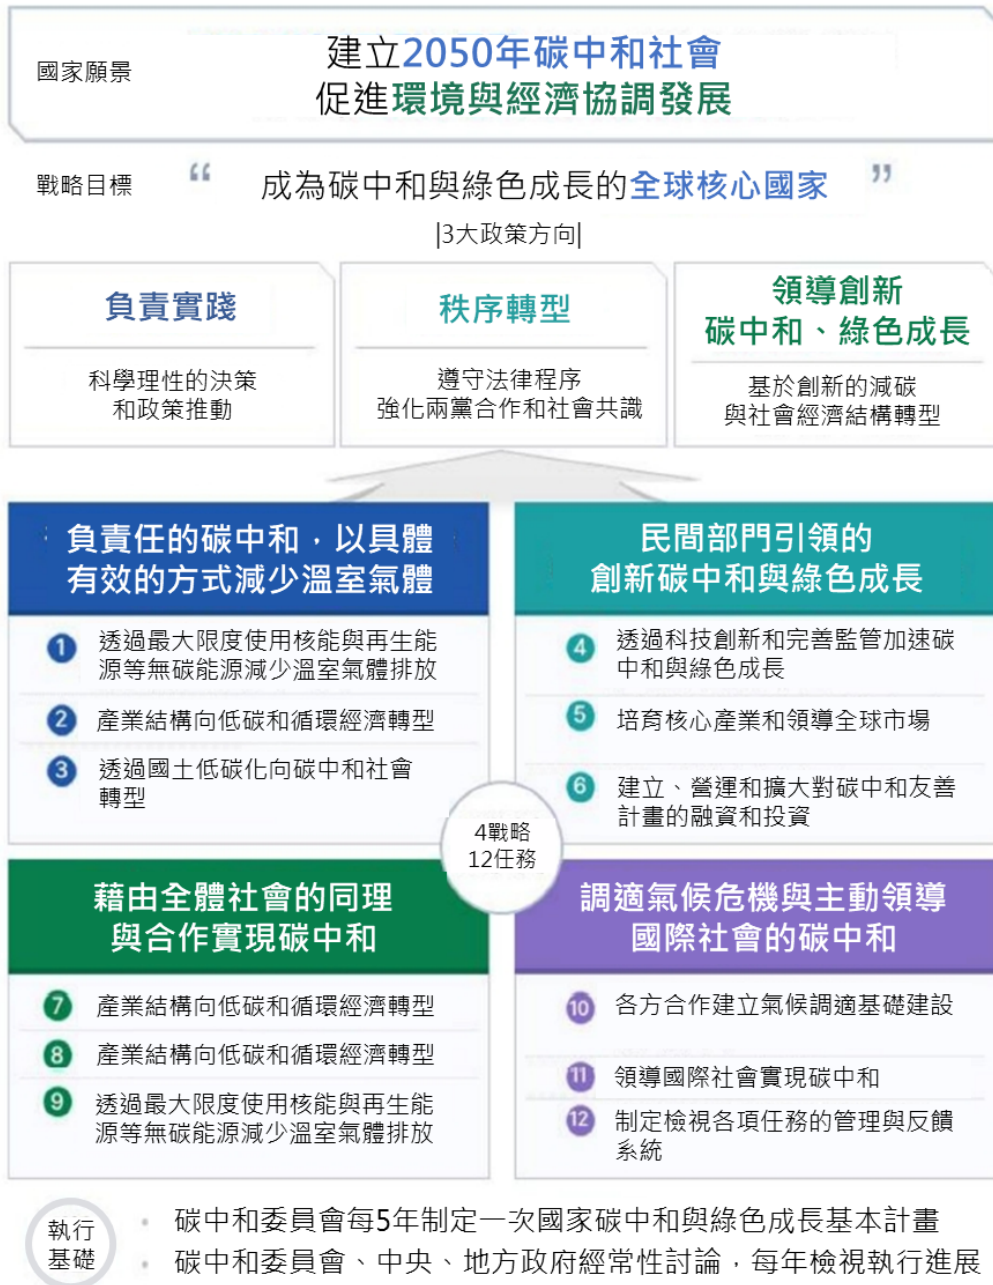 國家願景
建立2050年碳中和社會
促進環境與經濟協調發展
戰略目標
“ 成為碳中和與綠色成長的全球核心國家 ”
|3大政策方向|
負責實踐
科學理性的決策
和政策推動
秩序轉型
遵守法律程序
強化兩黨合作和社會共識
領導創新
碳中和、綠色成長
基於創新的減碳
與社會經濟結構轉型
負責任的碳中和，以具體
有效的方式減少溫室氣體
1 透過最大限度使用核能與再生能
源等無碳能源減少溫室氣體排放
2 產業結構向低碳和循環經濟轉型
3 透過國土低碳化向碳中和社會
轉型
民間部門引領的
創新碳中和與綠色成長
4 透過科技創新和完善監管加速碳
中和與綠色成長
5 培育核心產業和領導全球市場
6 建立、營運和擴大對碳中和友善
計畫的融資和投資
4戰略
12任務
藉由全體社會的同理
與合作實現碳中和
7 產業結構向低碳和循環經濟轉型
8 產業結構向低碳和循環經濟轉型
9 透過最大限度使用核能與再生能
源等無碳能源減少溫室氣體排放
調適氣候危機與主動領導
國際社會的碳中和
10 各方合作建立氣候調適基礎建設
11 領導國際社會實現碳中和
12 制定檢視各項任務的管理與反饋
系統
執行
基礎
• 碳中和委員會每5年制定一次國家碳中和與綠色成長基本計畫
• 碳中和委員會、中央、地方政府經常性討論，每年檢視執行進展